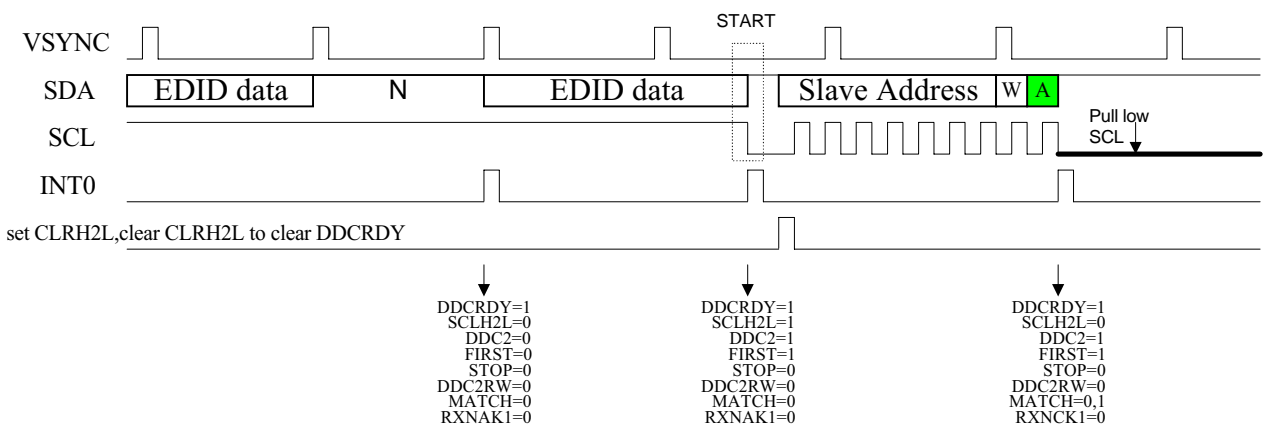 START
VSYNC
SDA EDID data N EDID data Slave Address W A
SCL Pull low
SCL
INT0
set CLRH2L,clear CLRH2L to clear DDCRDY
DDCRDY=1 DDCRDY=1 DDCRDY=1
SCLH2L=0 SCLH2L=1 SCLH2L=0
DDC2=0 DDC2=1 DDC2=1
FIRST=0 FIRST=1 FIRST=1
STOP=0 STOP=0 STOP=0
DDC2RW=0 DDC2RW=0 DDC2RW=0
MATCH=0 MATCH=0 MATCH=0,1
RXNAK1=0 RXNAK1=0 RXNCK1=0